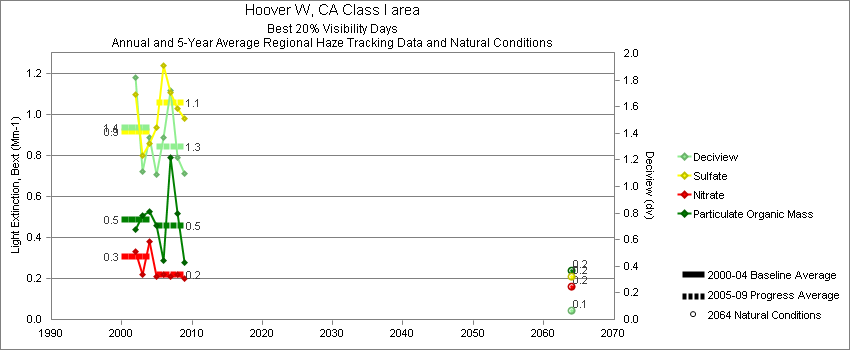 Hoover W, CA Class I area
Best 20% Visibility Days
Annual and 5-Year Average Regional Haze Tracking Data and Natural Conditions
Light Extinction, Bext (Mm-1)
1.2
1.0
0.8
0.6
0.4
0.2
0.0
1.4
0.9
0.5
0.3
1.1
1.3
0.5
0.2
0.2
0.2
0.2
0.1
2.0
1.8
1.6
1.4
1.2
1.0
0.8
0.6
0.4
0.2
0.0
Deciview (dv)
1990 2000 2010 2020 2030 2040 2050 2060 2070
Deciview
Sulfate
Nitrate
Particulate Organic Mass
2000-04 Baseline Average
2005-09 Progress Average
2064 Natural Conditions